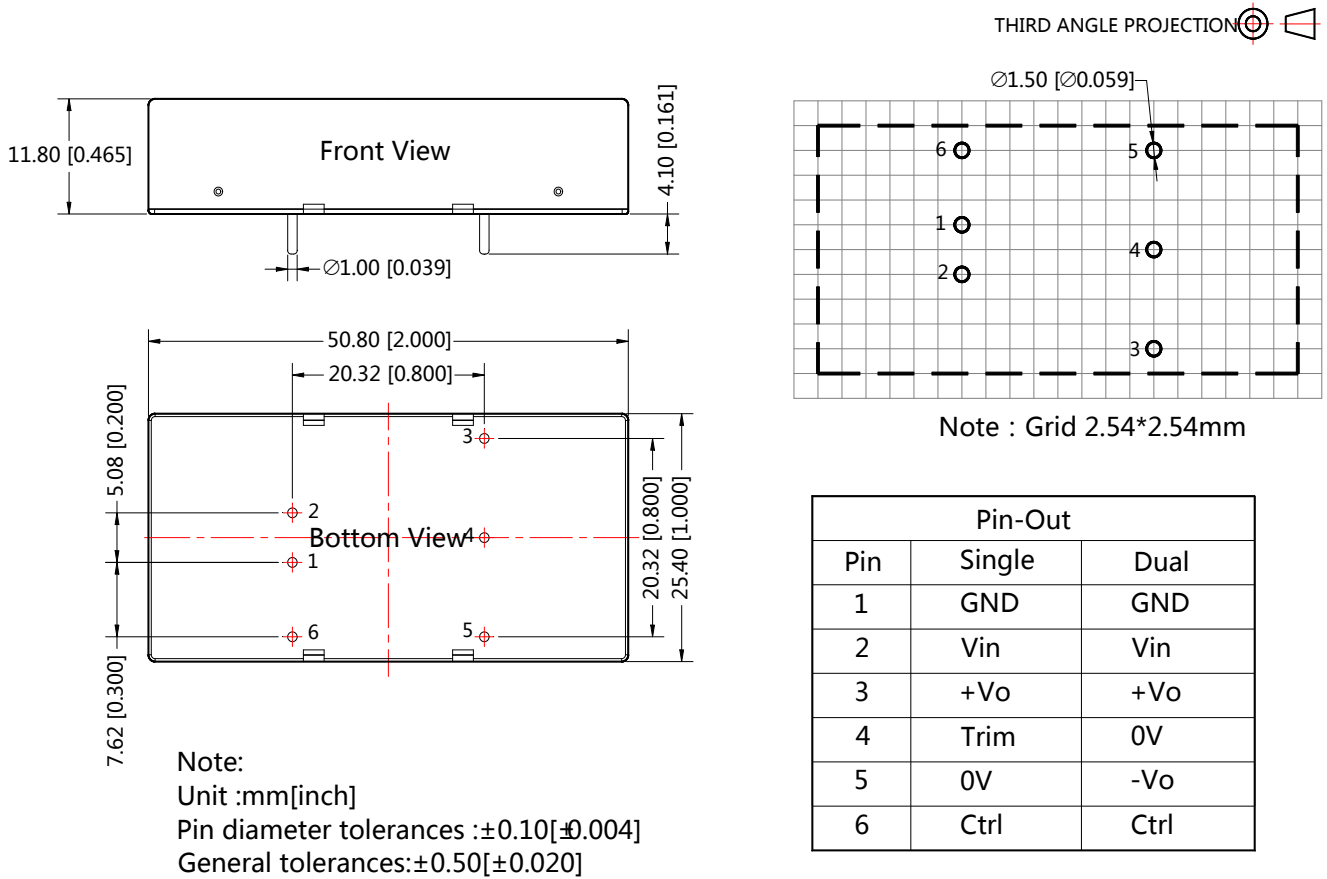 THIRD ANGLE PROJECTION
∅1.50 [∅0.059]
11.80 [0.465]
Front View
4.10 [0.161]
∅1.00 [0.039]
6
5
1
4
2
3
Note : Grid 2.54*2.54mm
50.80 [2.000]
20.32 [0.800]
5.08 [0.200]
7.62 [0.300]
3
2
Bottom View
4
1
6
5
20.32 [0.800]
25.40 [1.000]
Pin-Out
Pin Single Dual
1 GND GND
2 Vin Vin
3 +Vo +Vo
4 Trim 0V
5 0V -Vo
6 Ctrl Ctrl
Note:
Unit :mm[inch]
Pin diameter tolerances :±0.10[±0.004]
General tolerances:±0.50[±0.020]